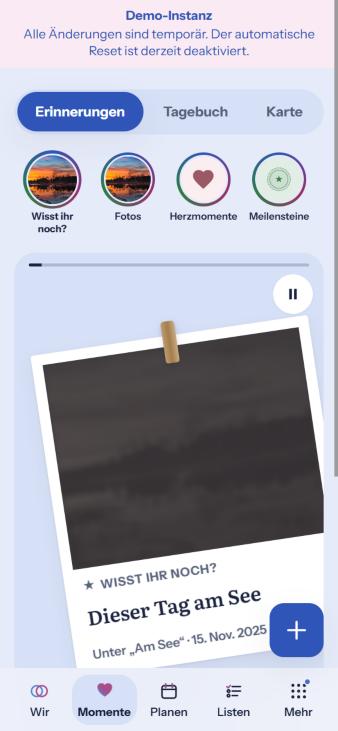 Demo-Instanz
Alle Änderungen sind temporär. Der automatische
Reset ist derzeit deaktiviert.
Erinnerungen
Tagebuch
Karte
Wisst ihr
noch?
Fotos
Herzmomente
Meilensteine
★ WISST IHR NOCH?
Dieser Tag am See
Unter „Am See“ · 15. Nov. 2025
Wir
Momente
Planen
Listen
Mehr